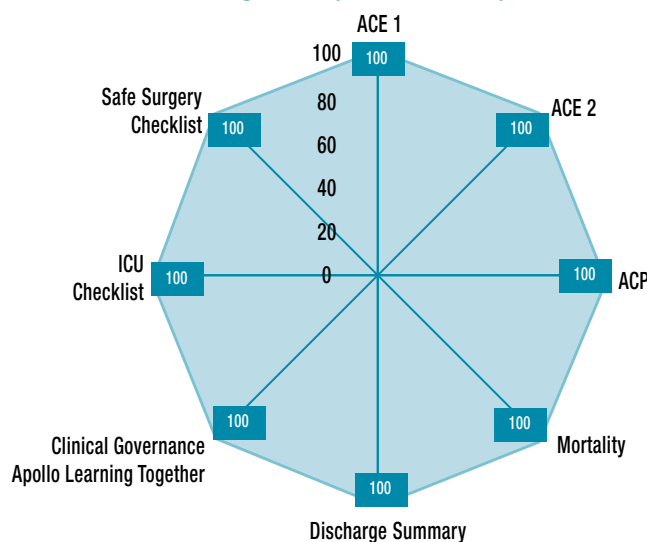 ACE 1
100
100
80
60
40
20
0
Safe Surgery
Checklist
100
ACE 2
100
ICU
Checklist
100
100
ACP
Clinical Governance
Apollo Learning Together
100
100
Mortality
100
Discharge Summary